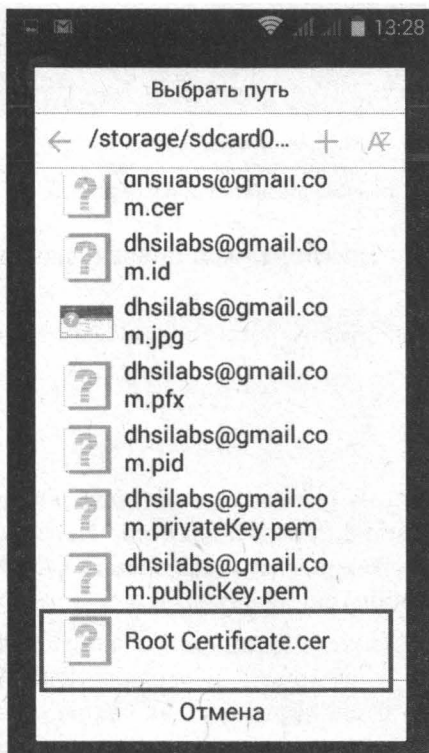 13:28
Выбрать путь
/storage/sdcard0...
AZ
dhsilabs@gmail.co
m.cer
dhsilabs@gmail.co
m.id
dhsilabs@gmail.co
m.jpg
dhsilabs@gmail.co
m.pfx
dhsilabs@gmail.co
m.pid
dhsilabs@gmail.co
m.privateKey.pem
dhsilabs@gmail.co
m.publicKey.pem
Root Certificate.cer
Отмена